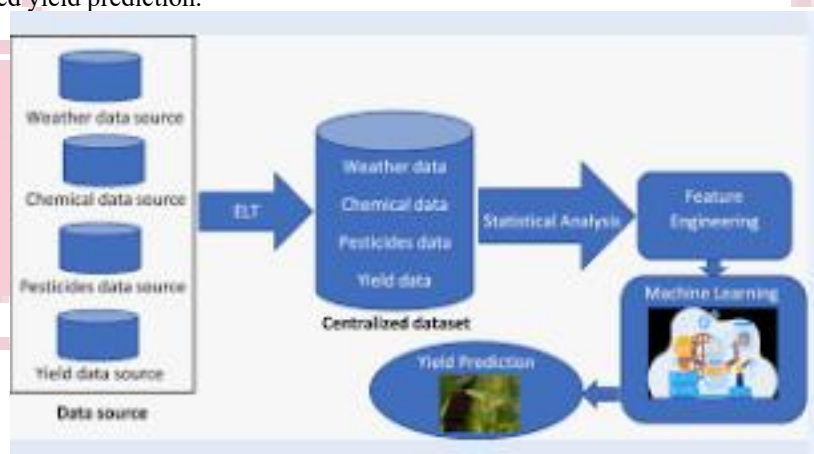 ed yield prediction.
Weather data source
Chemical data source
Pesticides data source
Yield data source
Data source
ELT
Weather data
Chemical data
Pesticides data
Yield data
Centralized dataset
Statistical Analysis
Feature
Engineering
Machine Learning
Yield Prediction